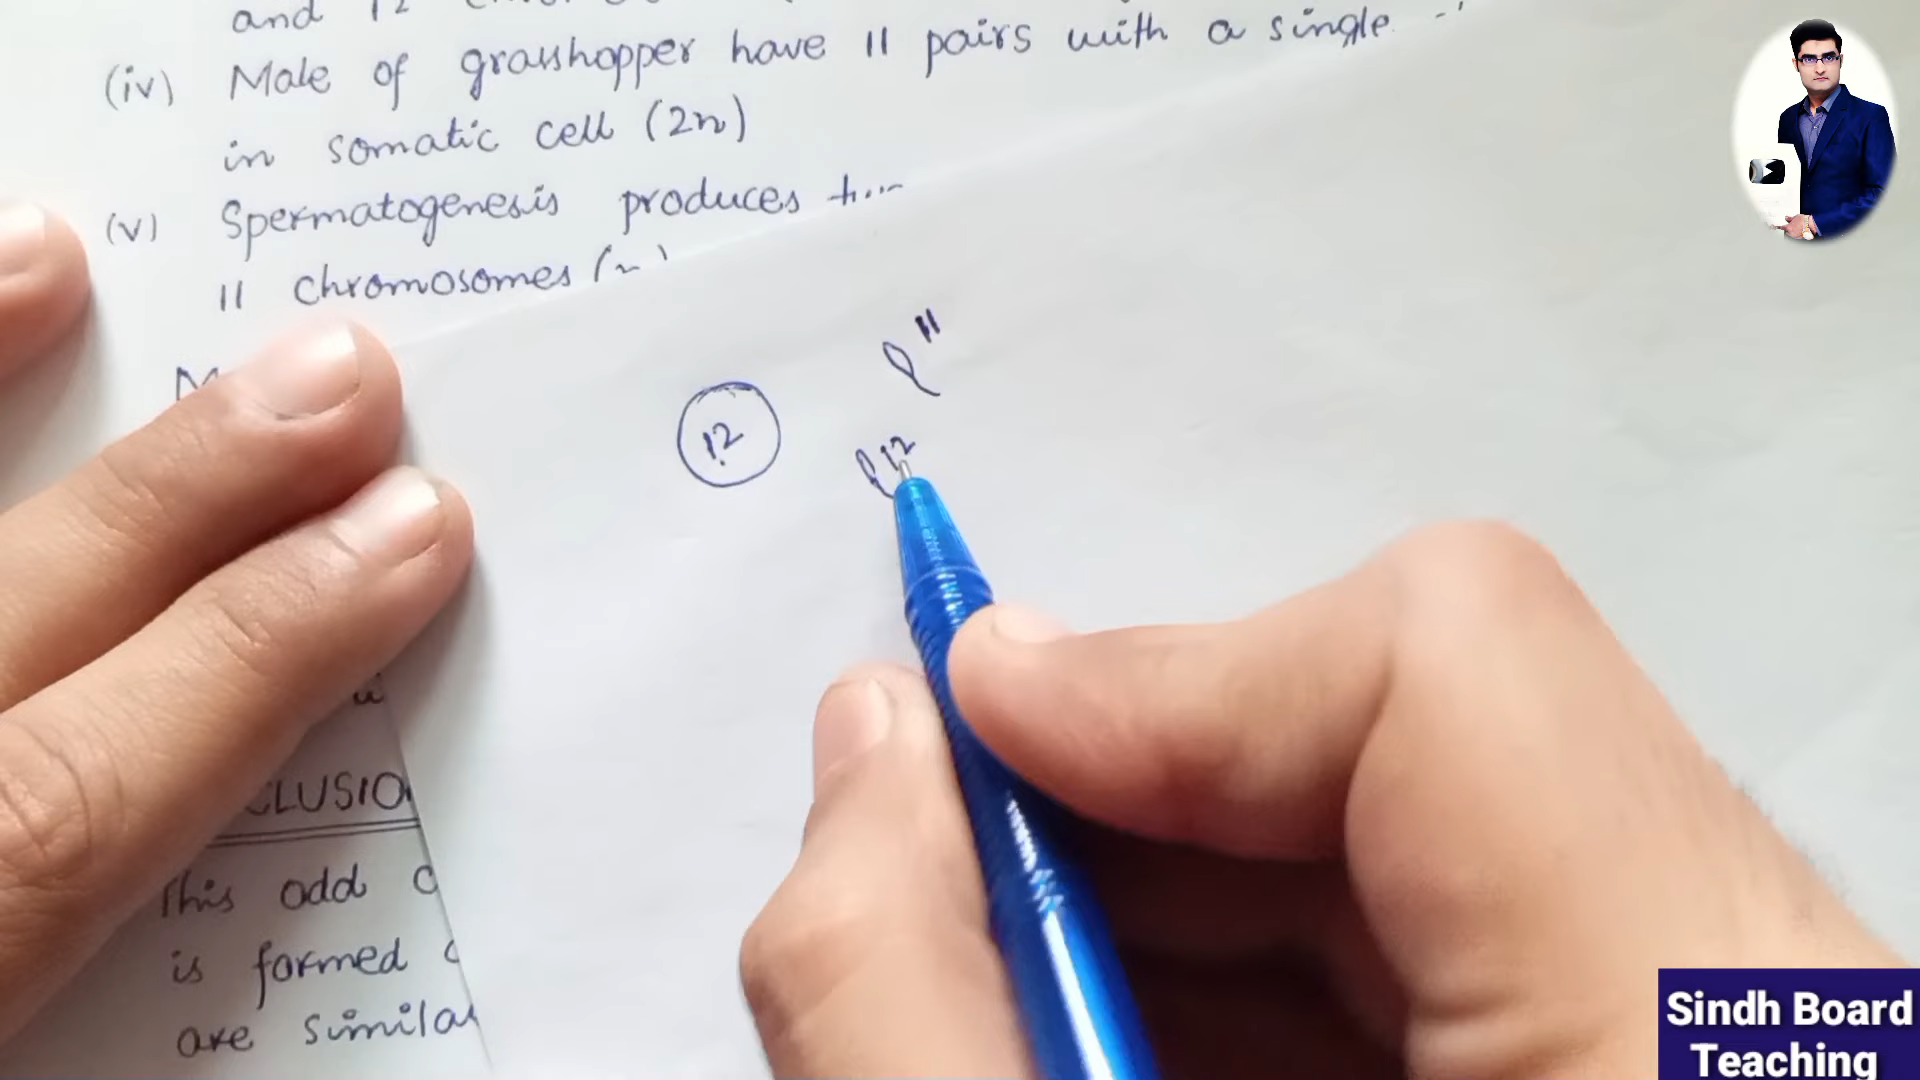 and 12
(iv) Male of grasshopper have 11 pairs with a single
in somatic cell (2n)
(v) Spermatogenesis produces
11 chromosomes (n)
11
12
12
This odd
is formed
are similar
Sindh Board
Teaching